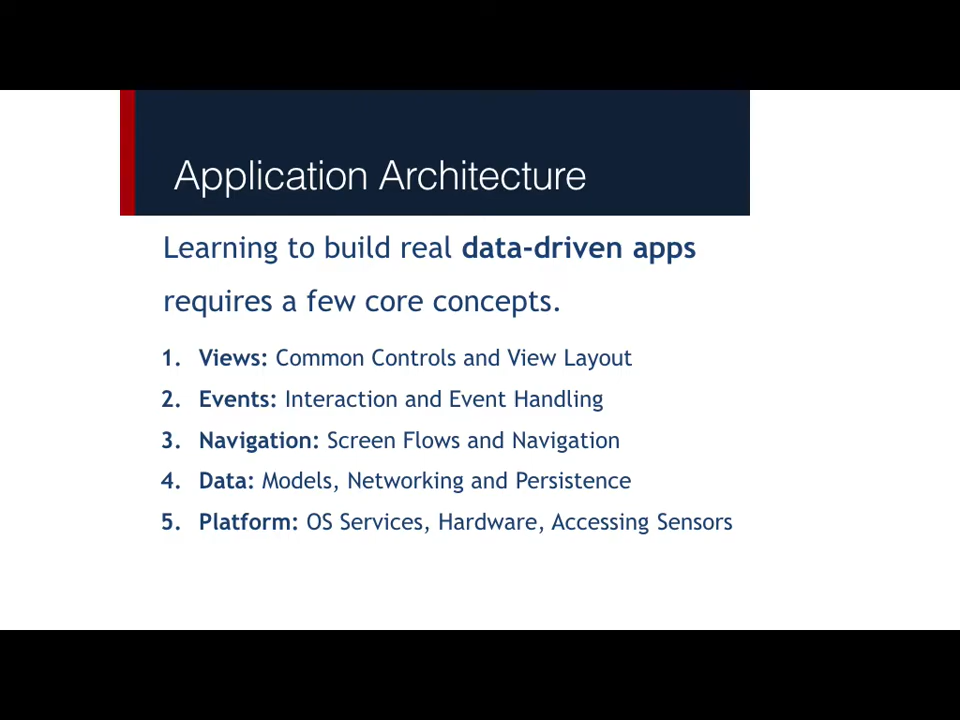 Application Architecture
Learning to build real data-driven apps
requires a few core concepts.
1. Views: Common Controls and View Layout
2. Events: Interaction and Event Handling
3. Navigation: Screen Flows and Navigation
4. Data: Models, Networking and Persistence
5. Platform: OS Services, Hardware, Accessing Sensors